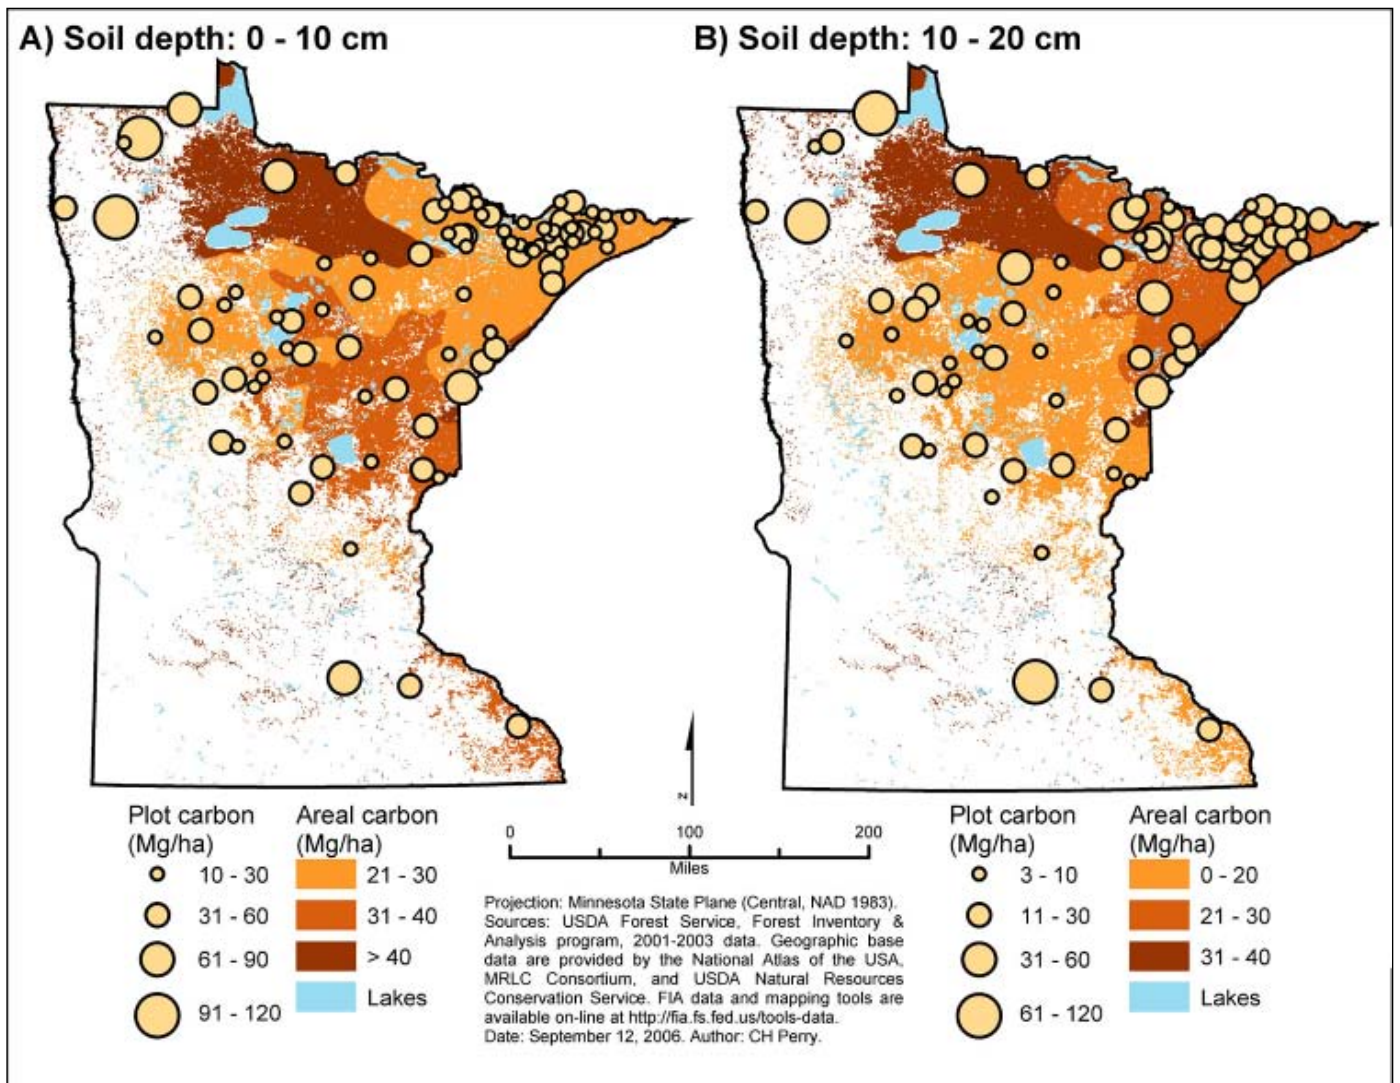 A) Soil depth: 0 - 10 cm
B) Soil depth: 10 - 20 cm
Plot carbon
(Mg/ha)
10 - 30
31 - 60
61 - 90
91 - 120
Areal carbon
(Mg/ha)
21 - 30
31 - 40
> 40
Lakes
N
0 100 200
Miles
Projection: Minnesota State Plane (Central, NAD 1983).
Sources: USDA Forest Service, Forest Inventory &
Analysis program, 2001-2003 data. Geographic base
data are provided by the National Atlas of the USA,
MRLC Consortium, and USDA Natural Resources
Conservation Service. FIA data and mapping tools are
available on-line at http://fia.fs.fed.us/tools-data.
Date: September 12, 2006. Author: CH Perry.
Plot carbon
(Mg/ha)
3 - 10
11 - 30
31 - 60
61 - 120
Areal carbon
(Mg/ha)
0 - 20
21 - 30
31 - 40
Lakes